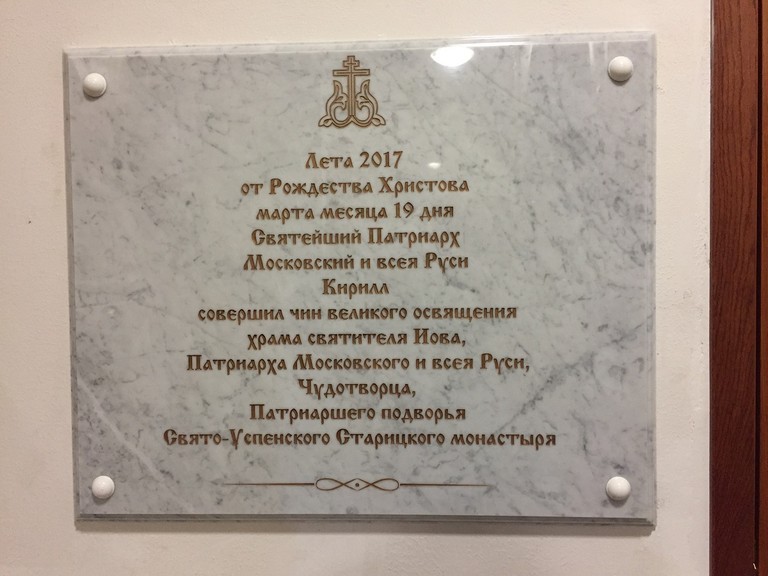 Лета 2017
от Рождества Христова
марта месяца 19 дня
Святейший Патриарх
Московский и всея Руси
Кирилл
совершил чин великого освящения
храма святителя Иова,
Патриарха Московского и всея Руси,
Чудотворца,
Патриаршего подворья
Свято-Успенского Старицкого монастыря